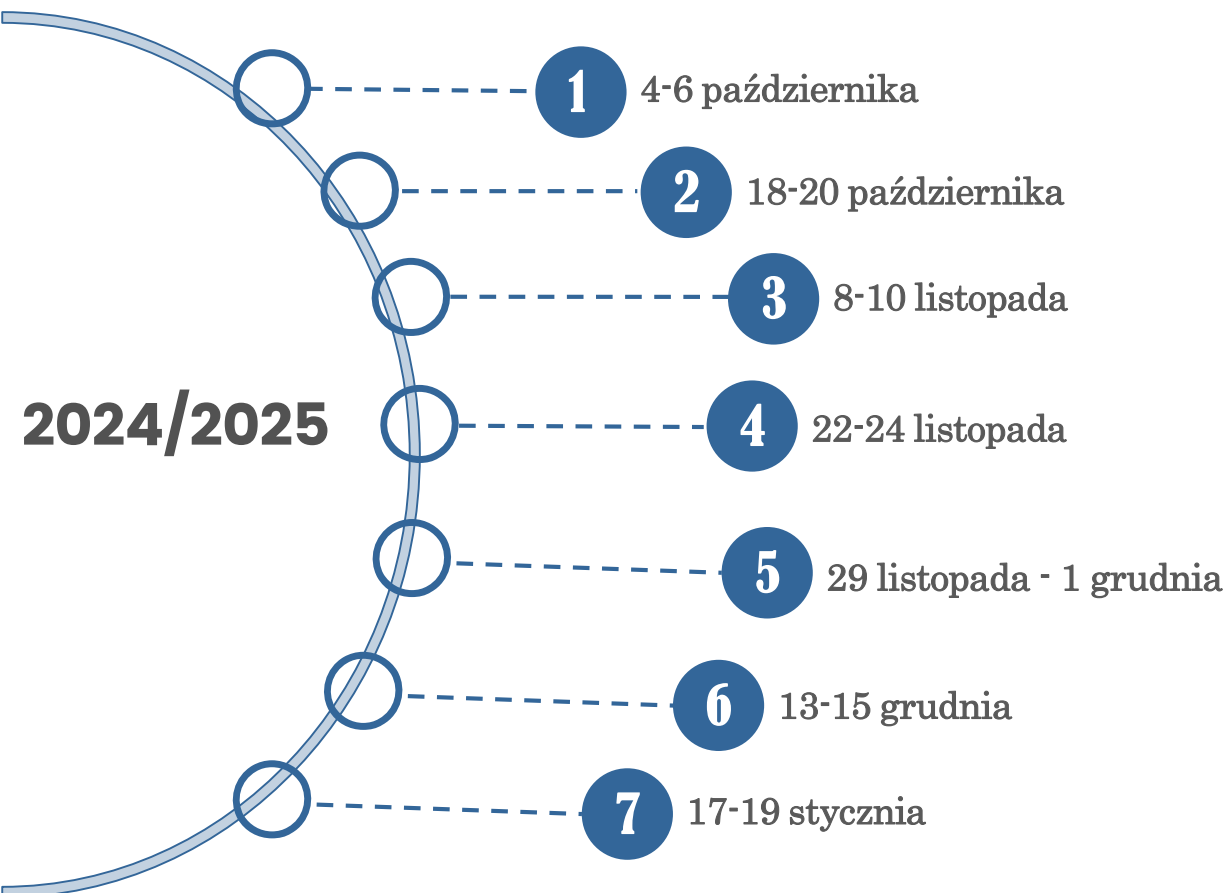 1 4-6 października
2 18-20 października
3 8-10 listopada
2024/2025
4 22-24 listopada
5 29 listopada - 1 grudnia
6 13-15 grudnia
7 17-19 stycznia